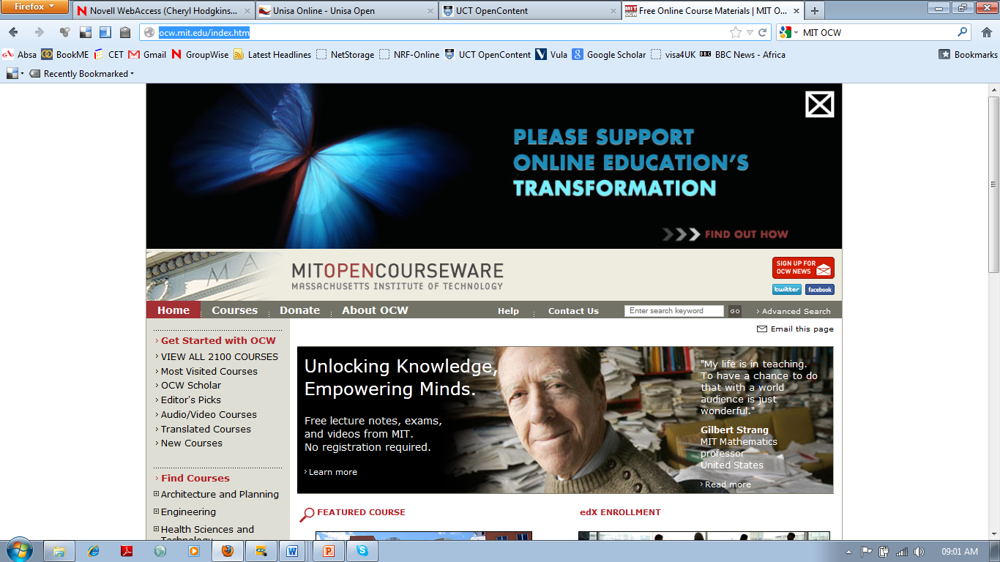 Firefox
Novell WebAccess (Cheryl Hodgkins...
Unisa Online - Unisa Open
UCT OpenContent
MIT OCW Free Online Course Materials | MIT O...
ocw.mit.edu/index.htm
MIT OCW
Absa BookME CET Gmail GroupWise Latest Headlines NetStorage NRF-Online UCT OpenContent Vula Google Scholar visa4UK BBC BBC News - Africa Bookmarks
Recently Bookmarked
PLEASE SUPPORT
ONLINE EDUCATION'S
TRANSFORMATION
FIND OUT HOW
MITOPENCOURSEWARE
MASSACHUSETTS INSTITUTE OF TECHNOLOGY
SIGN UP FOR
OCW NEWS
twitter facebook
Home Courses Donate About OCW Help Contact Us Enter search keyword GO Advanced Search
Email this page
Get Started with OCW
VIEW ALL 2100 COURSES
Most Visited Courses
OCW Scholar
Editor's Picks
Audio/Video Courses
Translated Courses
New Courses
Find Courses
Architecture and Planning
Engineering
Health Sciences and
Technology
Unlocking Knowledge,
Empowering Minds.
Free lecture notes, exams,
and videos from MIT.
No registration required.
Learn more
"My life is in teaching.
To have a chance to do
that with a world
audience is just
wonderful."
Gilbert Strang
MIT Mathematics
professor
United States
Read more
FEATURED COURSE
edX ENROLLMENT
09:01 AM